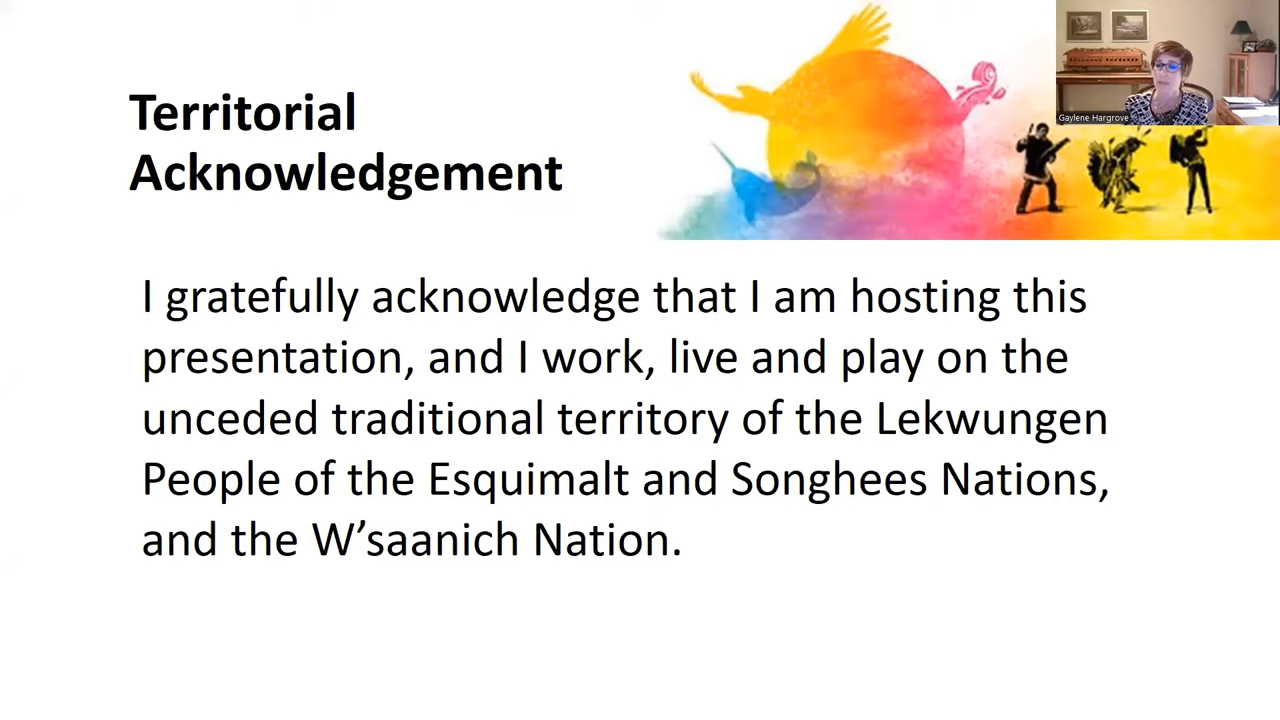 Territorial
Acknowledgement
Gaylene Hargrove
I gratefully acknowledge that I am hosting this
presentation, and I work, live and play on the
unceded traditional territory of the Lekwungen
People of the Esquimalt and Songhees Nations,
and the W’saanich Nation.